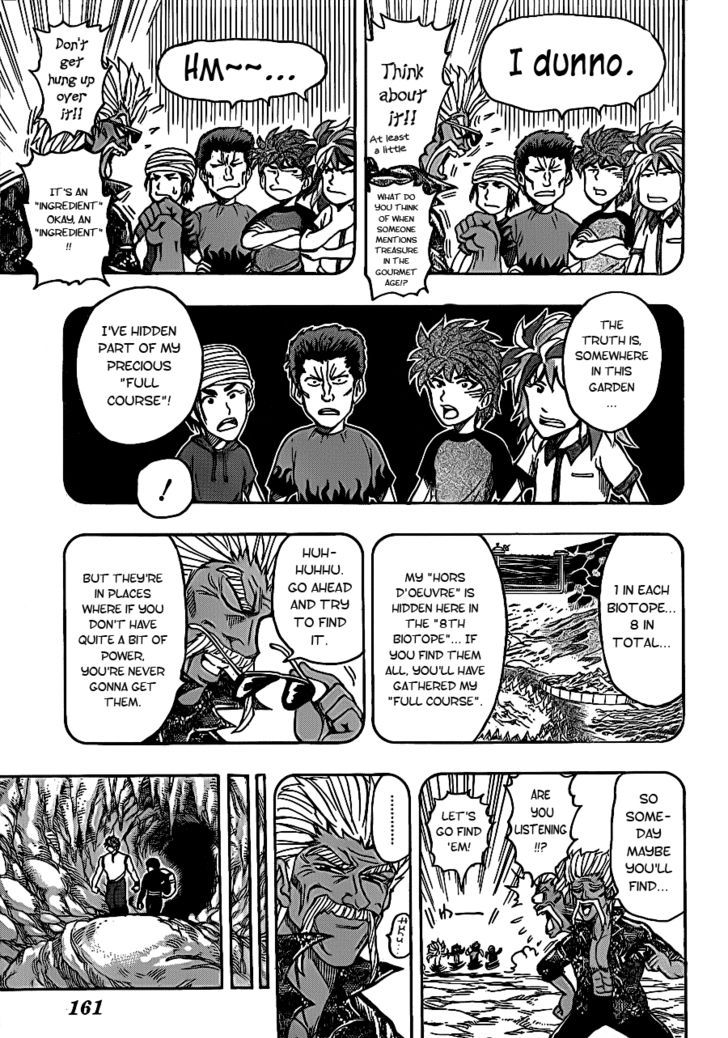 I dunno.
Think
about
it!!
At least
a little
WHAT DO
YOU THINK
OF WHEN
SOMEONE
MENTIONS
TREASURE
IN THE
GOURMET
AGE!?
HM~~...
Don't
get
hung up
over
it!!
IT'S AN
"INGREDIENT"
OKAY, AN
"INGREDIENT"
!!
THE
TRUTH IS,
SOMEWHERE
IN THIS
GARDEN
...
I'VE HIDDEN
PART OF MY
PRECIOUS
"FULL
COURSE"!
!
1 IN EACH
BIOTOPE...
8 IN
TOTAL...
MY "HORS
D'OEUVRE" IS
HIDDEN HERE
IN THE
"8TH
BIOTOPE"... IF
YOU FIND THEM
ALL, YOU'LL HAVE
GATHERED MY
"FULL COURSE".
HUH-
HUHHU.
GO AHEAD
AND TRY
TO FIND
IT.
BUT THEY'RE
IN PLACES
WHERE IF YOU
DON'T HAVE
QUITE A BIT OF
POWER,
YOU'RE NEVER
GONNA GET
THEM.
SO
SOME-
DAY
MAYBE
YOU'LL
FIND...
ARE
YOU
LISTENING
!!?
LET'S
GO FIND
'EM!
.........
161